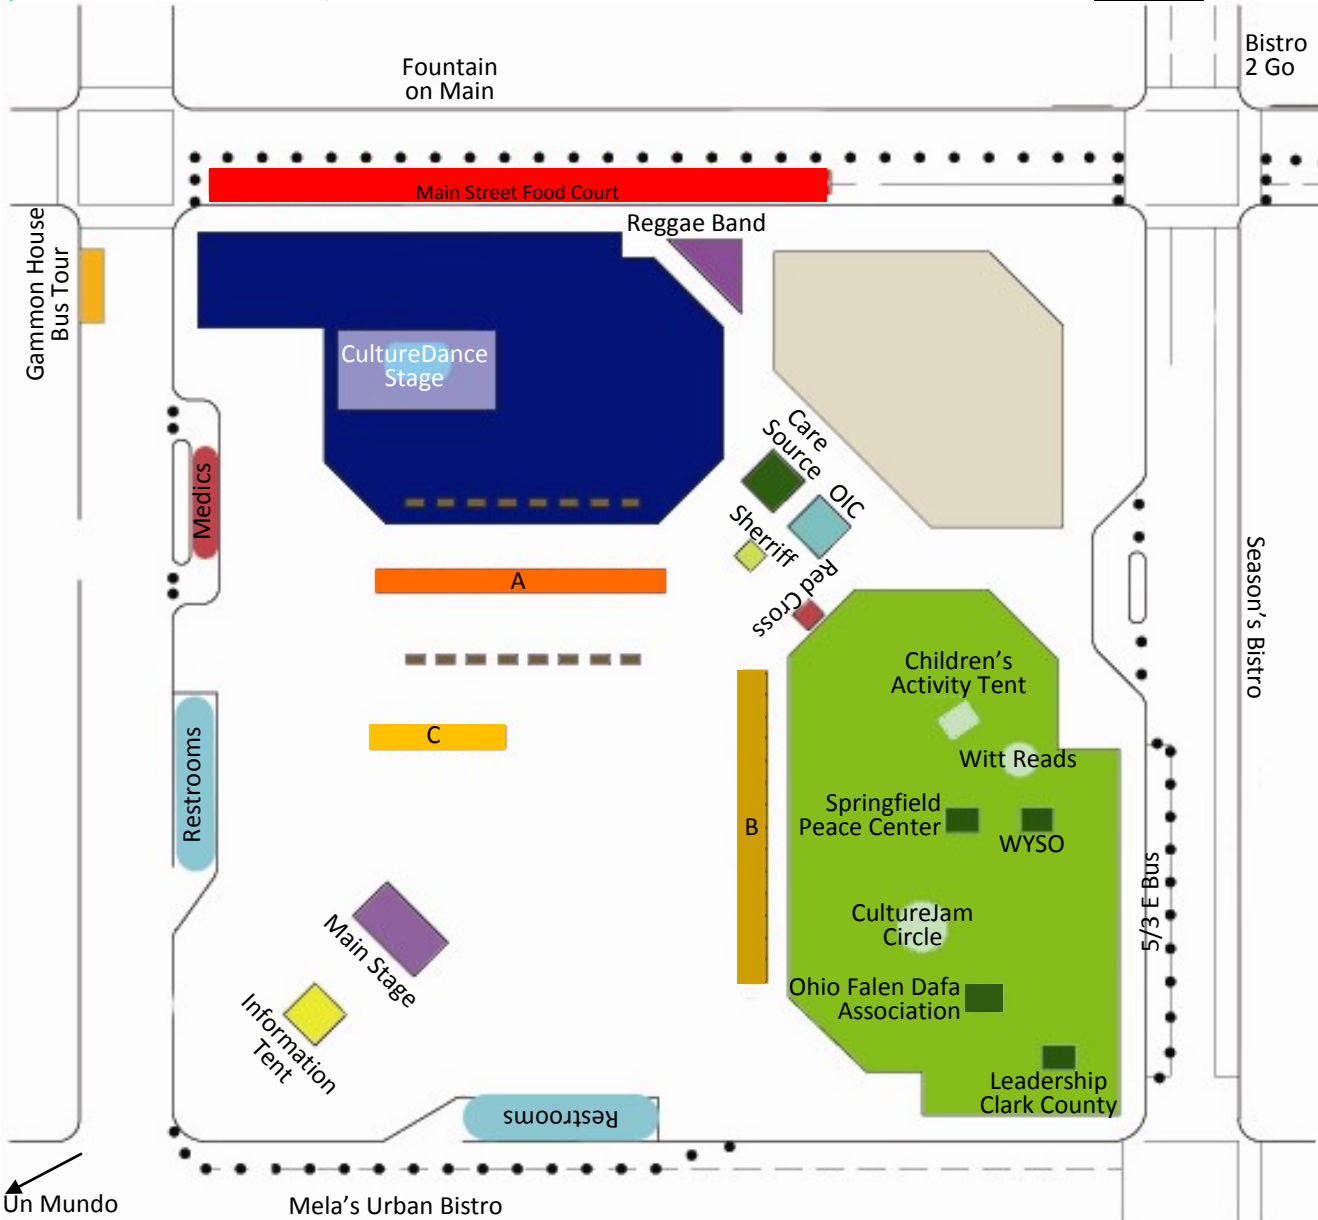 Bistro
2 Go
Fountain
on Main
Main Street Food Court
Reggae Band
Gammon House
Bus Tour
CultureDance
Stage
Care
Source
OIC
Sherriff
Medics
Red Cross
A
Season's Bistro
Children's
Activity Tent
C
Witt Reads
Restrooms
Springfield
Peace Center
WYSO
B
5/3 E Bus
CultureJam
Circle
Main Stage
Ohio Falen Dafa
Association
Information
Tent
Leadership
Clark County
Restrooms
Un Mundo
Mela's Urban Bistro